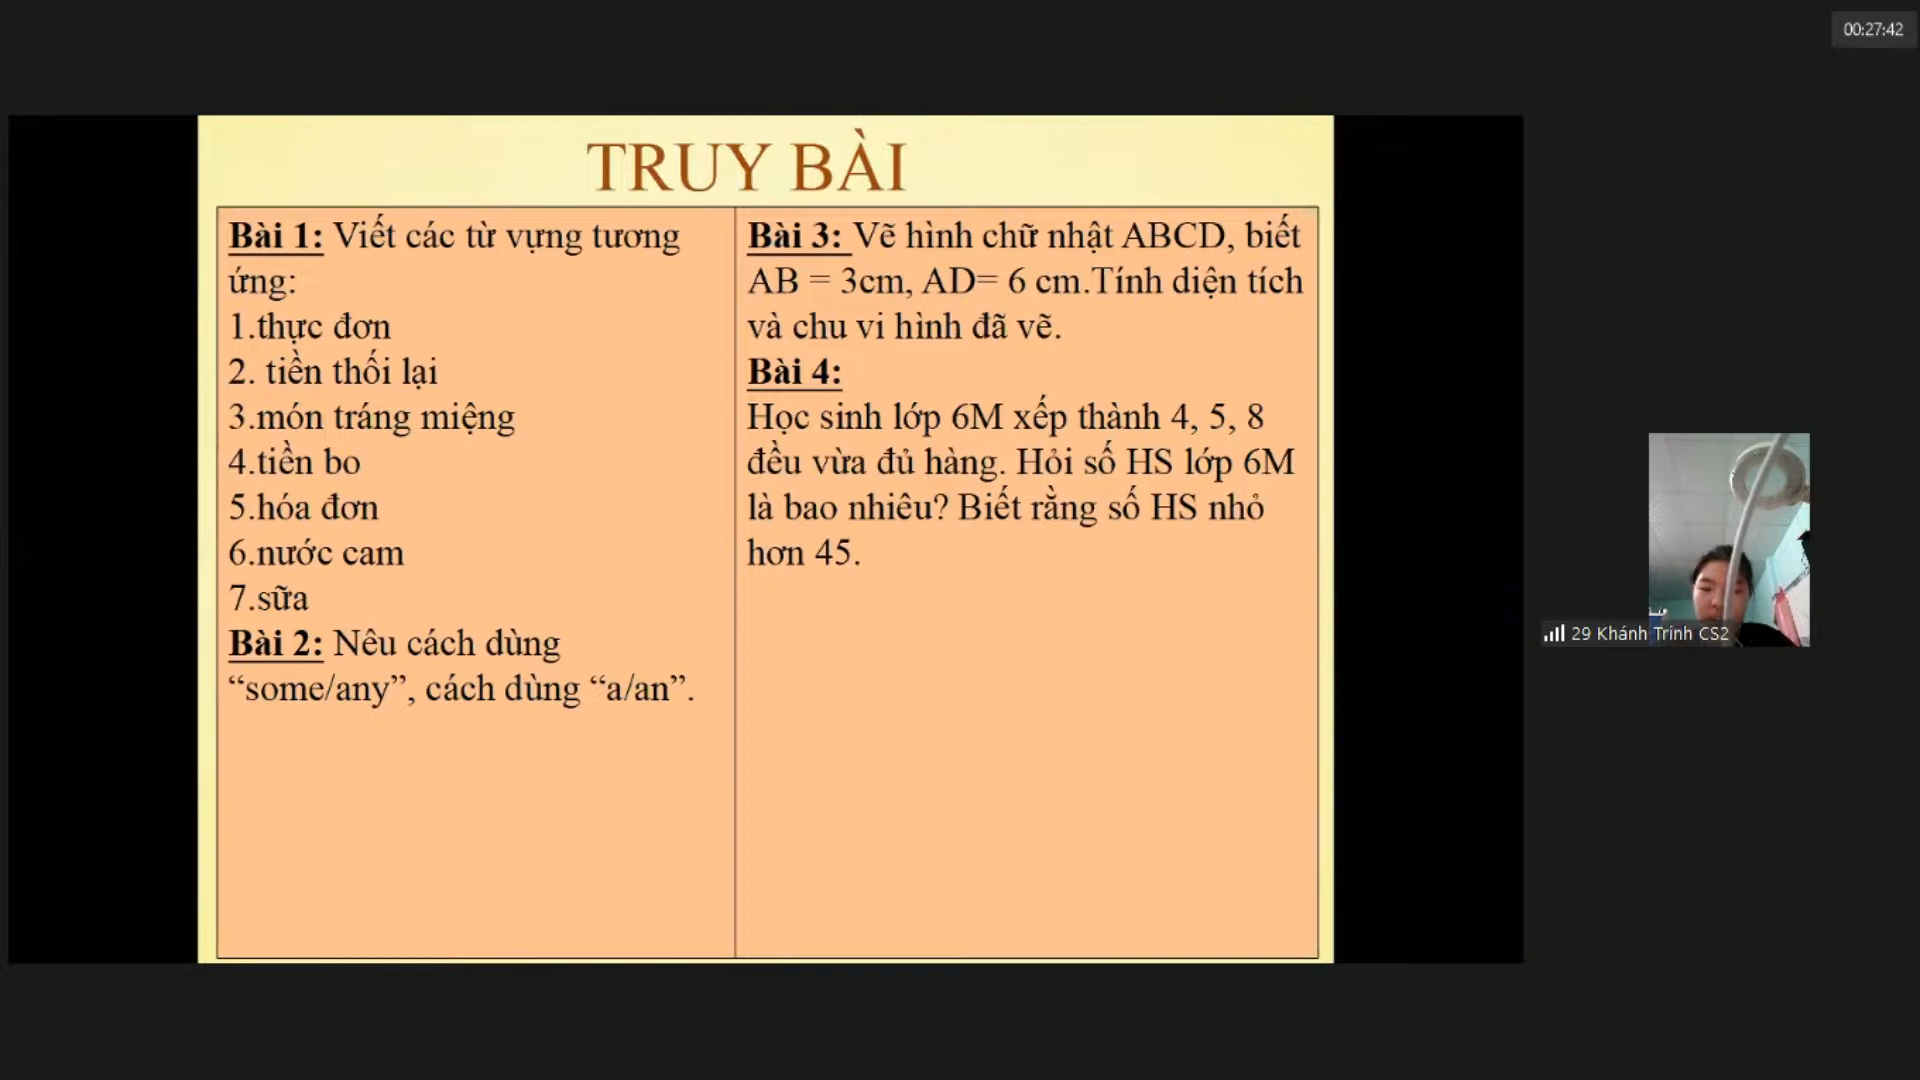 00:27:42
TRUY BÀI
Bài 1: Viết các từ vựng tương
ứng:
1.thực đơn
2. tiền thối lại
3.món tráng miệng
4.tiền bo
5.hóa đơn
6.nước cam
7.sữa
Bài 2: Nêu cách dùng
“some/any”, cách dùng “a/an”.
Bài 3: Vẽ hình chữ nhật ABCD, biết
AB = 3cm, AD= 6 cm.Tính diện tích
và chu vi hình đã vẽ.
Bài 4:
Học sinh lớp 6M xếp thành 4, 5, 8
đều vừa đủ hàng. Hỏi số HS lớp 6M
là bao nhiêu? Biết rằng số HS nhỏ
hơn 45.
29 Khánh Trinh CS2